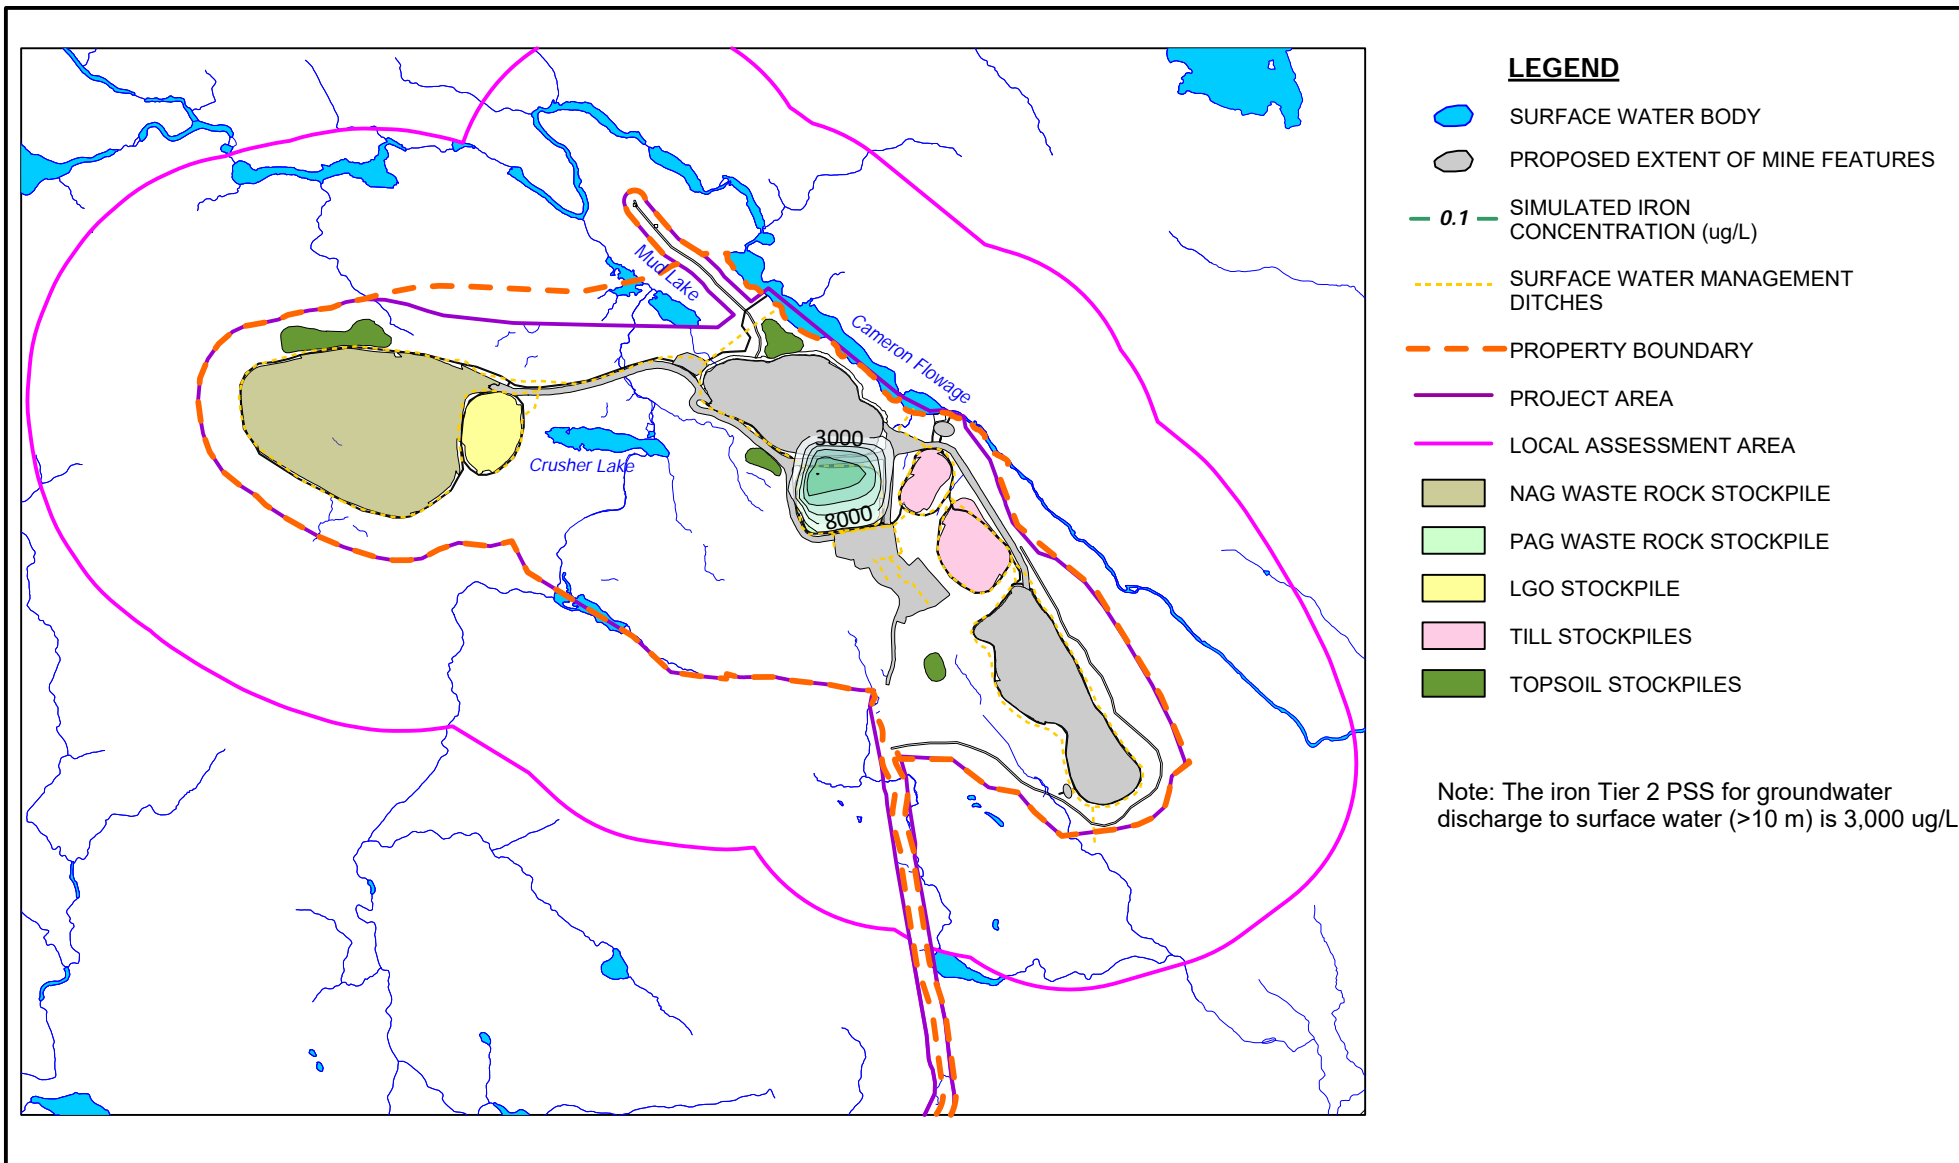 LEGEND
SURFACE WATER BODY
PROPOSED EXTENT OF MINE FEATURES
0.1
SIMULATED IRON
CONCENTRATION (ug/L)
SURFACE WATER MANAGEMENT
DITCHES
PROPERTY BOUNDARY
PROJECT AREA
LOCAL ASSESSMENT AREA
NAG WASTE ROCK STOCKPILE
PAG WASTE ROCK STOCKPILE
LGO STOCKPILE
TILL STOCKPILES
TOPSOIL STOCKPILES
Note: The iron Tier 2 PSS for groundwater
discharge to surface water (>10 m) is 3,000 ug/L
Mud Lake
Cameron Flowage
Crusher Lake
3000
8000